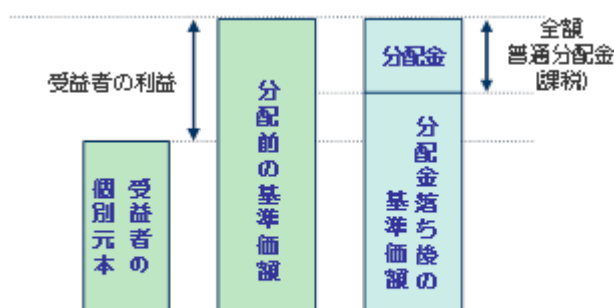 受益者の利益
受益者の
個別元本
分配前の基準価額
分配金
分配金落ち後の
基準価額
全額
普通分配金
(課税)